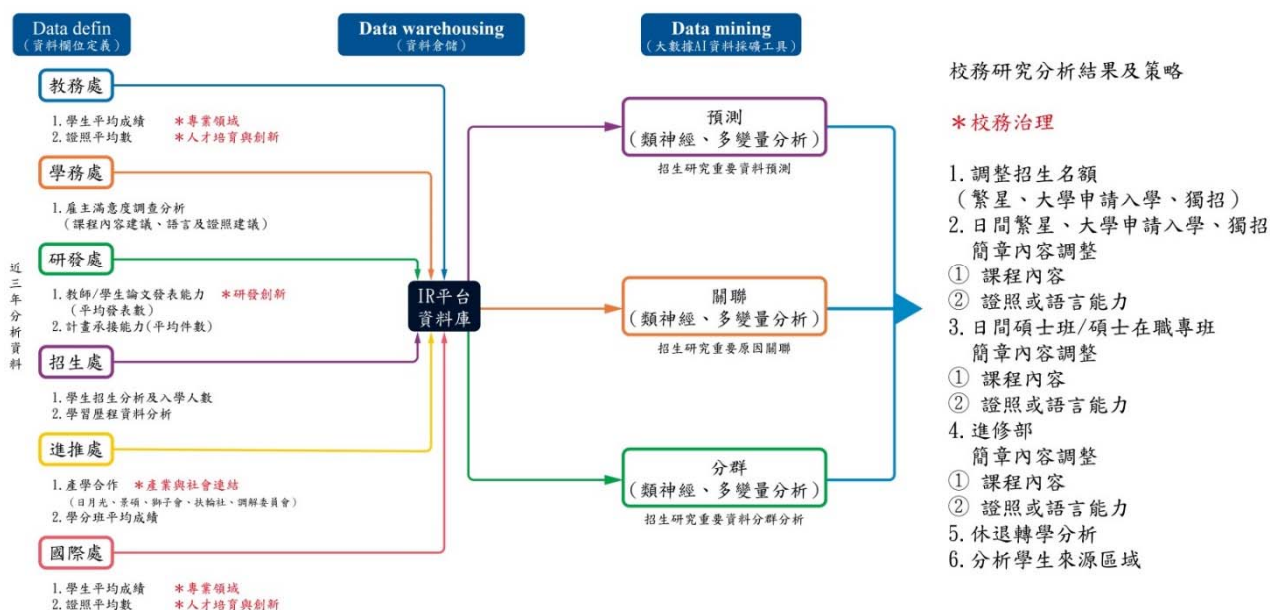 Data defin
(資料欄位定義)
Data warehousing
(資料倉儲)
Data mining
(大數據AI資料採礦工具)
近三年分析資料
教務處
1.學生平均成績 *專業領域
2.證照平均數 *人才培育與創新
學務處
1.雇主滿意度調查分析
(課程內容建議、語言及證照建議)
研發處
1.教師/學生論文發表能力 *研發創新
(平均發表數)
2.計畫承接能力(平均件數)
招生處
1.學生招生分析及入學人數
2.學習歷程資料分析
進推處
1.產學合作 *產業與社會連結
(日月光、景碩、獅子會、扶輪社、調解委員會)
2.學分班平均成績
國際處
1.學生平均成績 *專業領域
2.證照平均數 *人才培育與創新
IR平台
資料庫
預測
(類神經、多變量分析)
招生研究重要資料預測
關聯
(類神經、多變量分析)
招生研究重要原因關聯
分群
(類神經、多變量分析)
招生研究重要資料分群分析
校務研究分析結果及策略
*校務治理
1.調整招生名額
(繁星、大學申請入學、獨招)
2.日間繁星、大學申請入學、獨招
簡章內容調整
① 課程內容
② 證照或語言能力
3.日間碩士班/碩士在職專班
簡章內容調整
① 課程內容
② 證照或語言能力
4.進修部
簡章內容調整
① 課程內容
② 證照或語言能力
5.休退轉學分析
6.分析學生來源區域